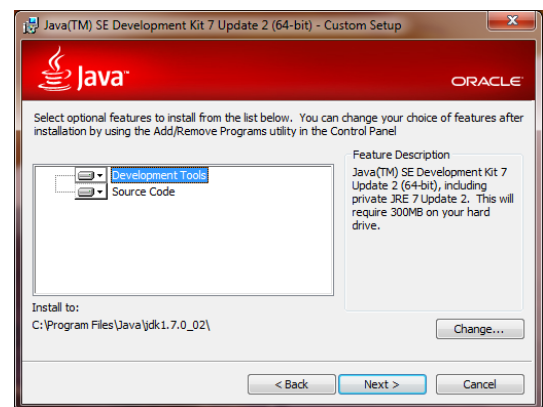 Java(TM) SE Development Kit 7 Update 2 (64-bit) - Custom Setup
Java™
ORACLE
Select optional features to install from the list below. You can change your choice of features after
installation by using the Add/Remove Programs utility in the Control Panel
Development Tools
Source Code
Feature Description
Java(TM) SE Development Kit 7
Update 2 (64-bit), including
private JRE 7 Update 2. This will
require 300MB on your hard
drive.
Install to:
C:\Program Files\Java\jdk1.7.0_02\
Change...
< Back
Next >
Cancel